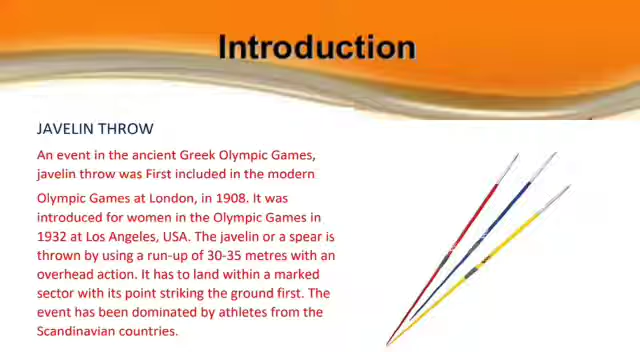 Introduction
JAVELIN THROW
An event in the ancient Greek Olympic Games,
javelin throw was First included in the modern
Olympic Games at London, in 1908. It was
introduced for women in the Olympic Games in
1932 at Los Angeles, USA. The javelin or a spear is
thrown by using a run-up of 30-35 metres with an
overhead action. It has to land within a marked
sector with its point striking the ground first. The
event has been dominated by athletes from the
Scandinavian countries.